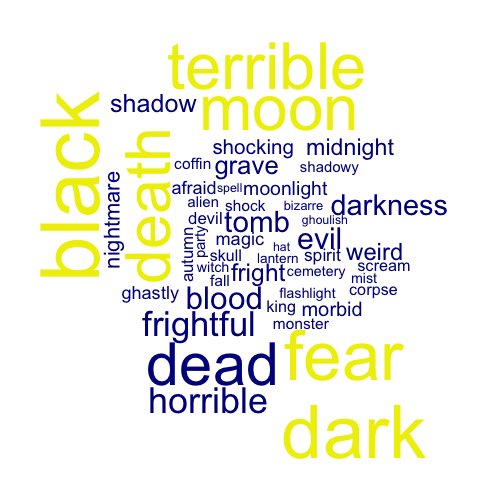 terrible
moon
shadow
black
death
nightmare
shocking
midnight
coffin
grave
shadowy
afraid
spell
moonlight
alien
shock
bizarre
darkness
devil
tomb
ghoulish
autumn
party
magic
evil
hat
skull
lantern
spirit
weird
witch
fright
cemetery
scream
fall
mist
ghastly
blood
flashlight
corpse
king
morbid
frightful
monster
dead
fear
horrible
dark